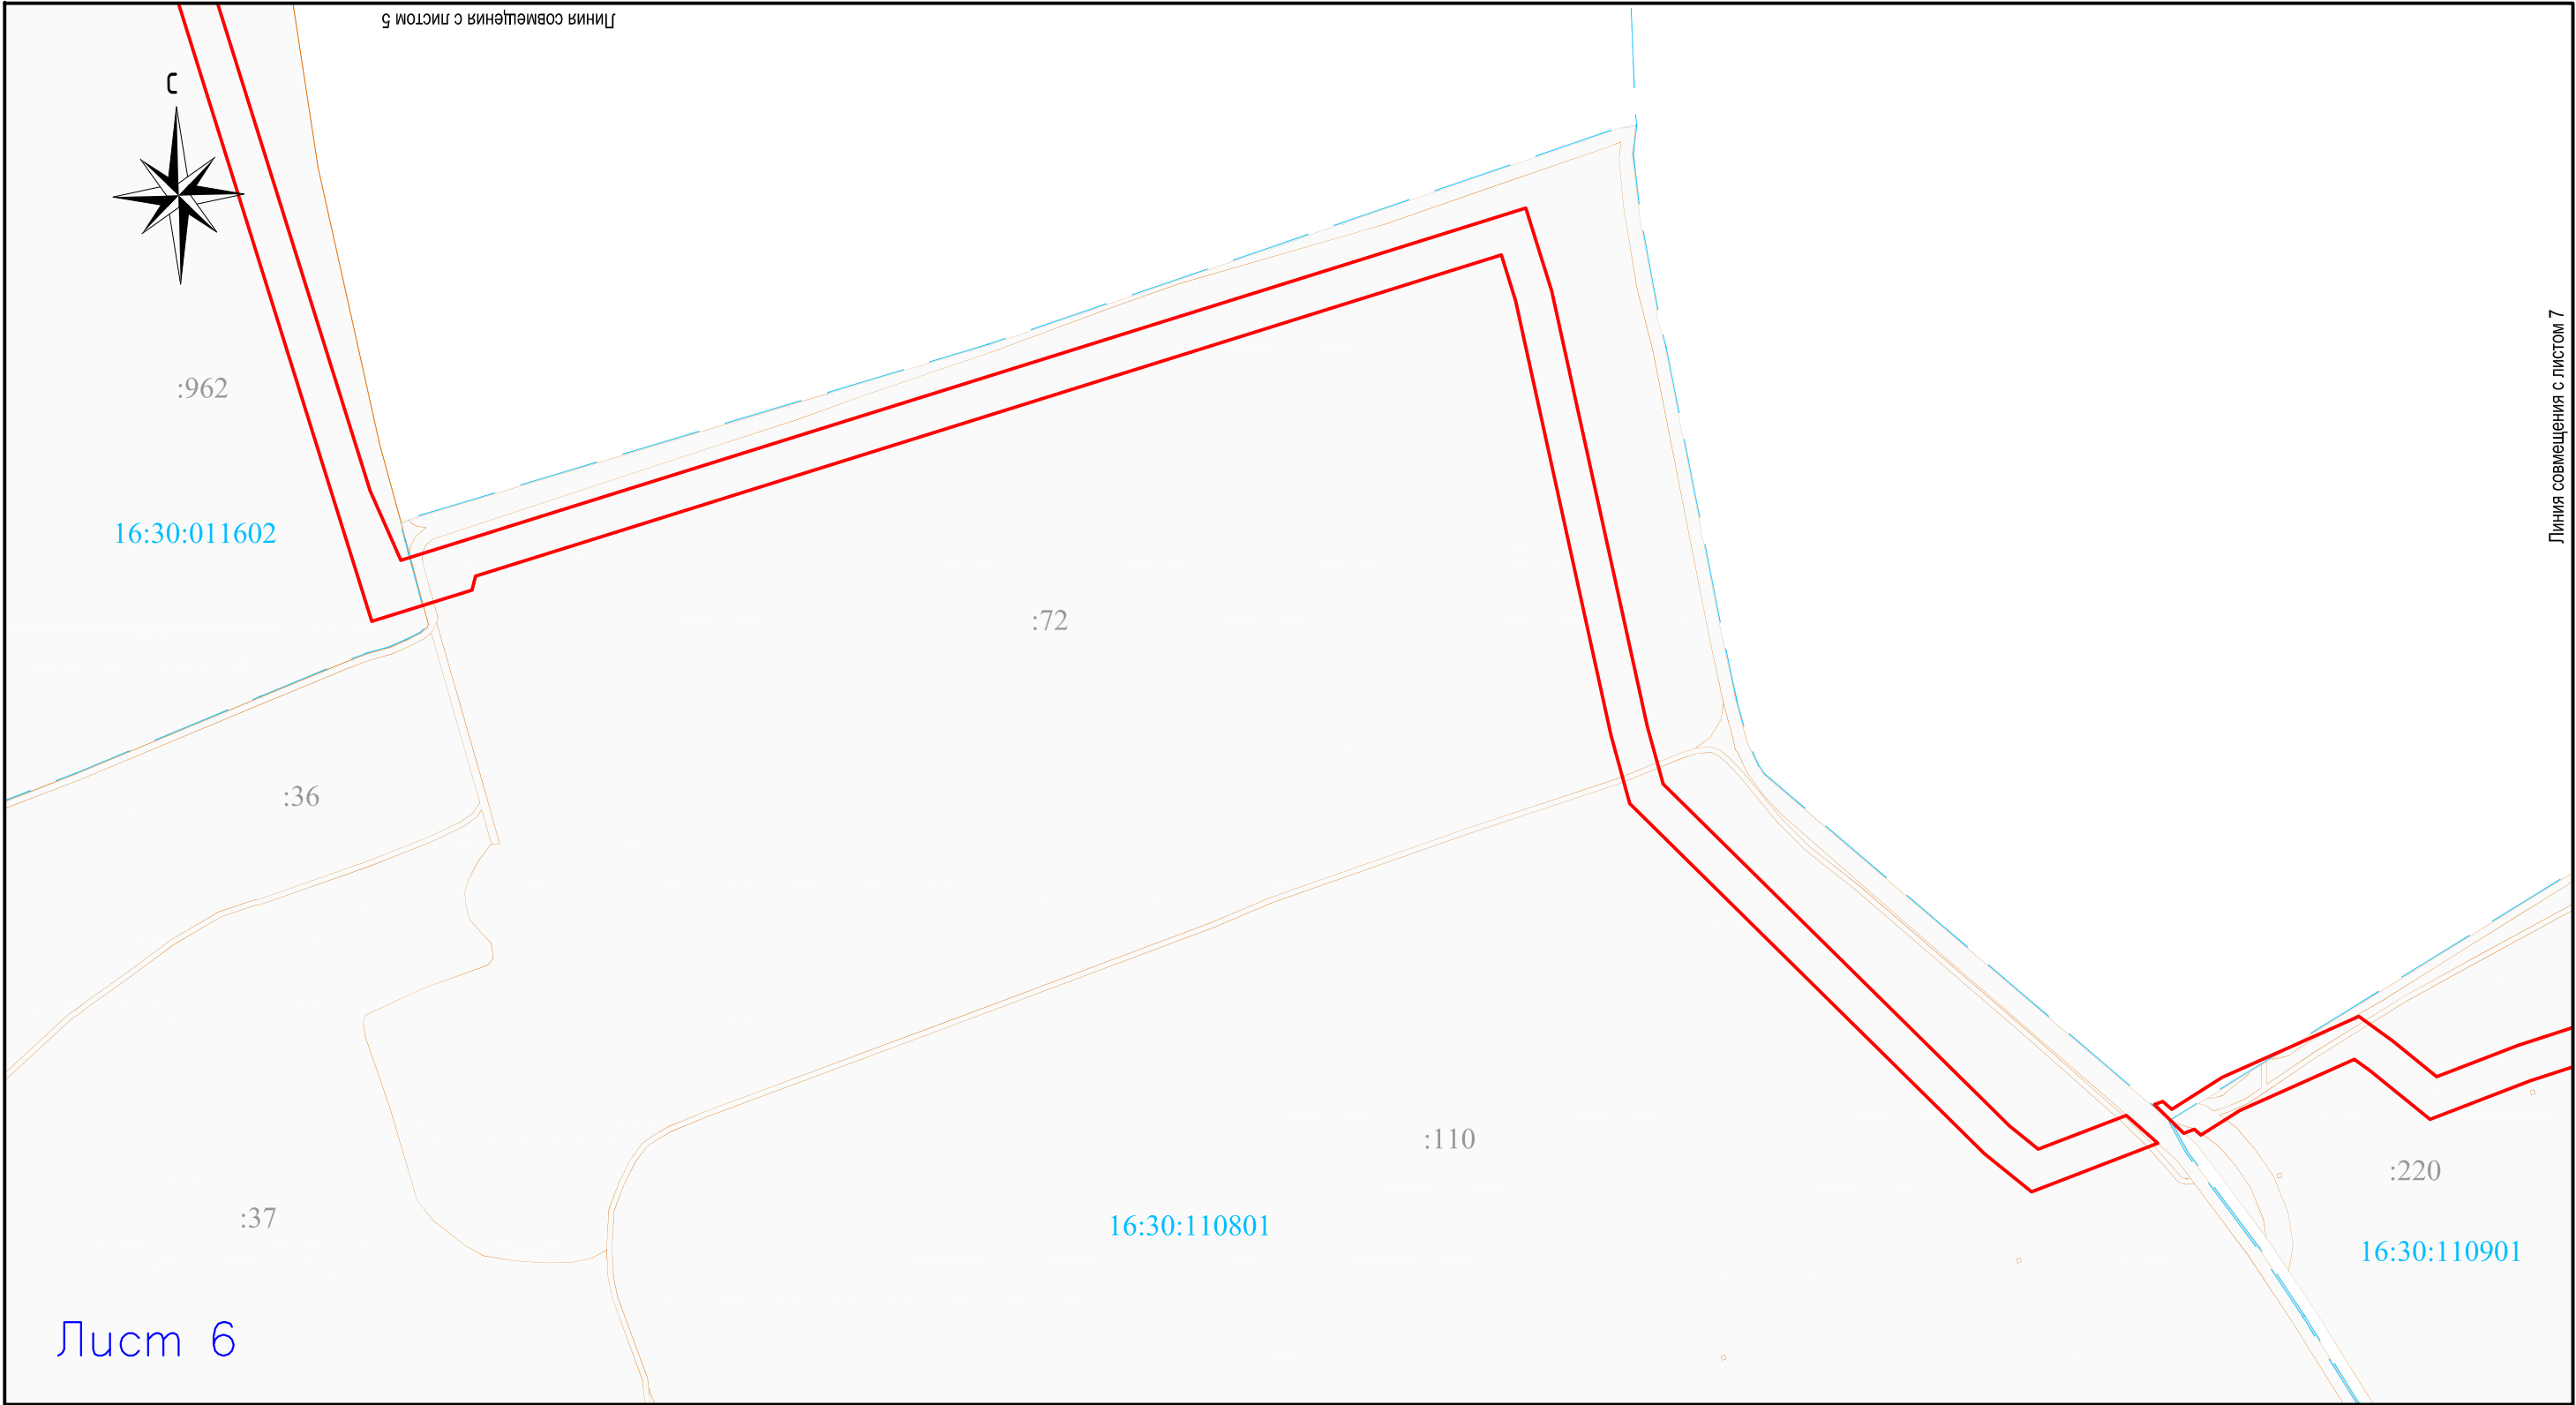 Линия совмещения с листом 5
С
:962
Линия совмещения с листом 7
16:30:011602
:72
:36
:110
:220
:37
16:30:110801
16:30:110901
Лист 6